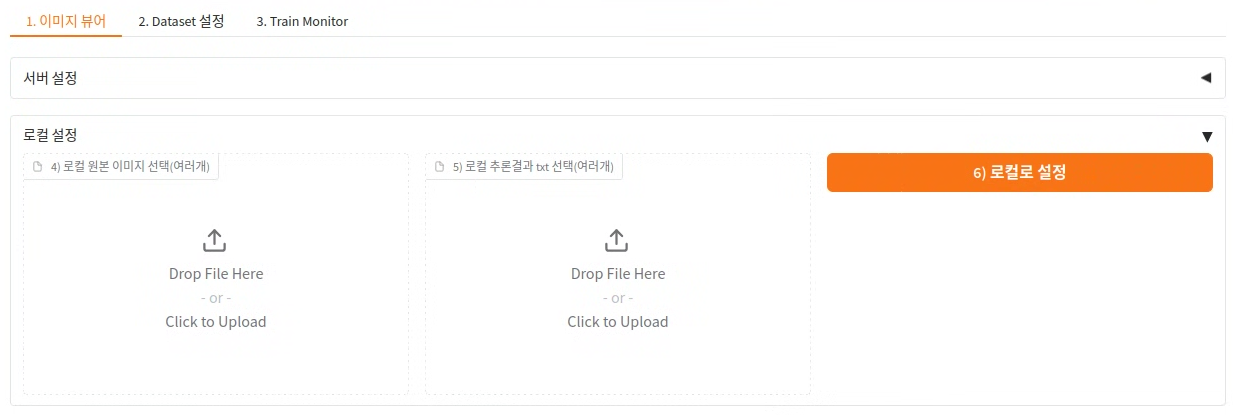 1. 이미지 뷰어
2. Dataset 설정
3. Train Monitor
서버 설정
로컬 설정
4) 로컬 원본 이미지 선택(여러개)
Drop File Here
- or -
Click to Upload
5) 로컬 추론결과 txt 선택(여러개)
Drop File Here
- or -
Click to Upload
6) 로컬로 설정